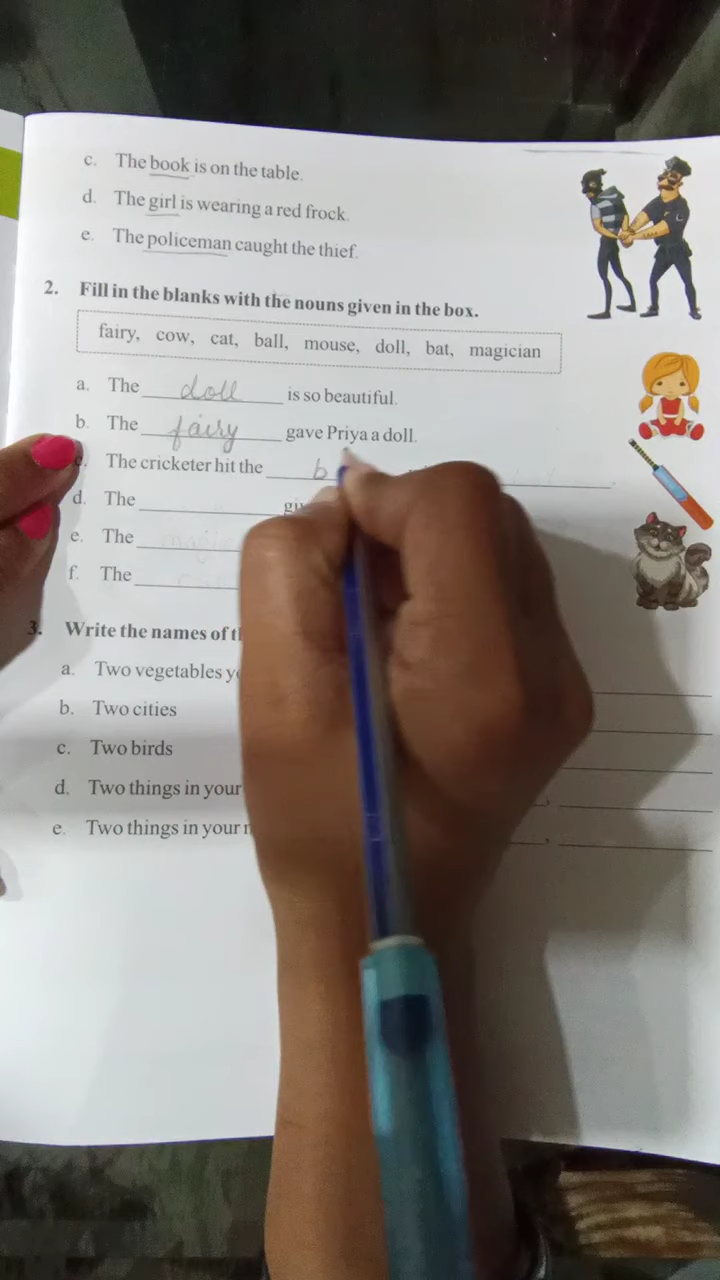 c. The book is on the table.
d. The girl is wearing a red frock.
e. The policeman caught the thief.
2. Fill in the blanks with the nouns given in the box.
fairy, cow, cat, ball, mouse, doll, bat, magician
a. The doll is so beautiful.
b. The fairy gave Priya a doll.
The cricketer hit the b
d. The
e. The
f. The
3. Write the names of
a. Two vegetables
b. Two cities
c. Two birds
d. Two things in your
e. Two things in your